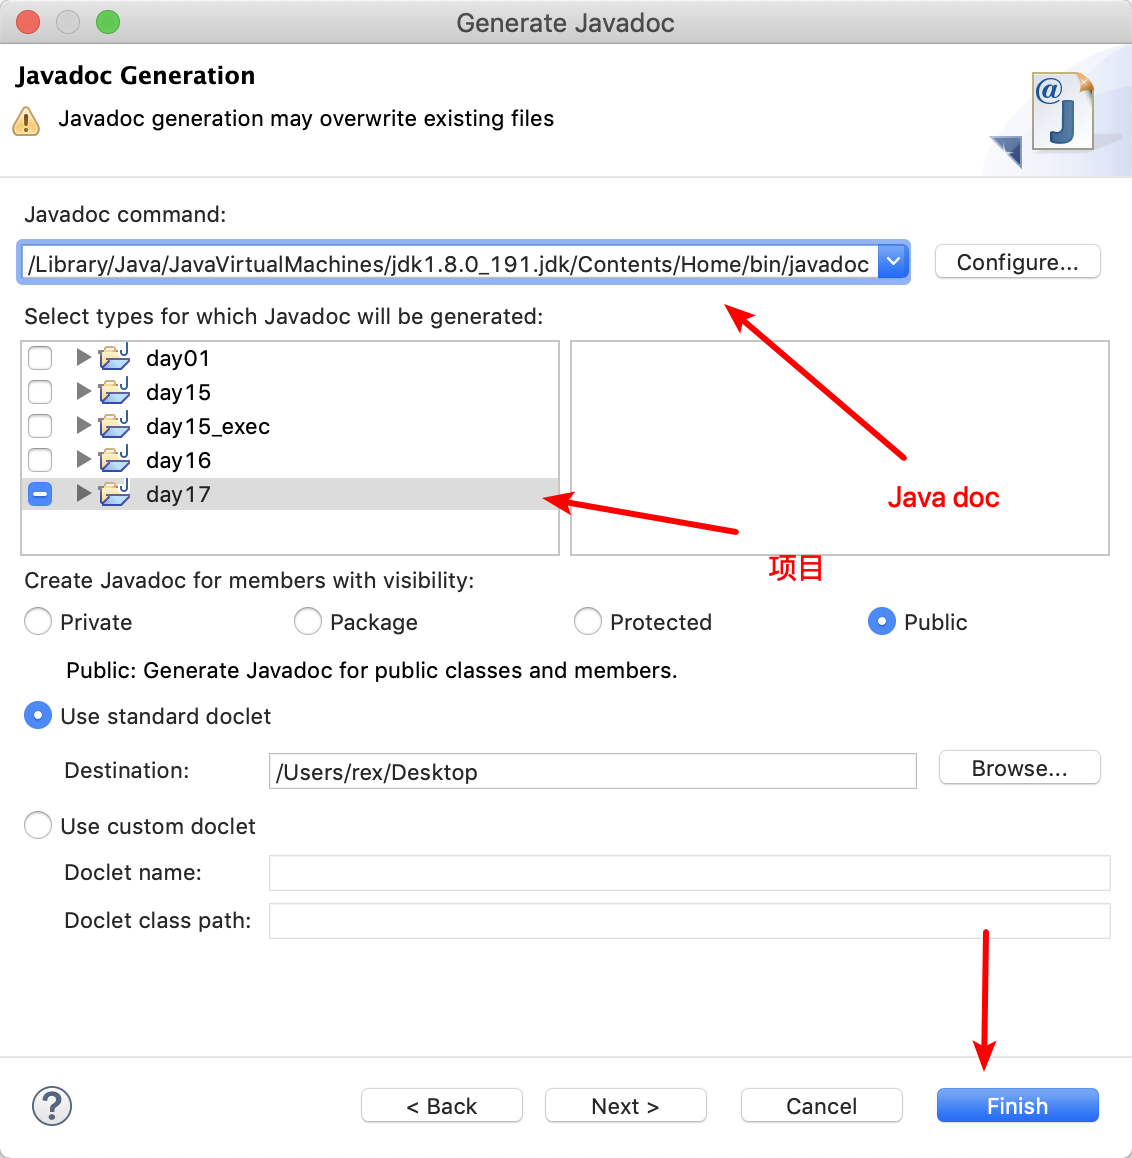 Generate Javadoc
Javadoc Generation
Javadoc generation may overwrite existing files
@J
Javadoc command:
/Library/Java/JavaVirtualMachines/jdk1.8.0_191.jdk/Contents/Home/bin/javadoc
Configure...
Select types for which Javadoc will be generated:
day01
day15
day15_exec
day16
day17
Java doc
项目
Create Javadoc for members with visibility:
Private Package Protected Public
Public: Generate Javadoc for public classes and members.
Use standard doclet
Destination: /Users/rex/Desktop Browse...
Use custom doclet
Doclet name:
Doclet class path:
? < Back Next > Cancel Finish